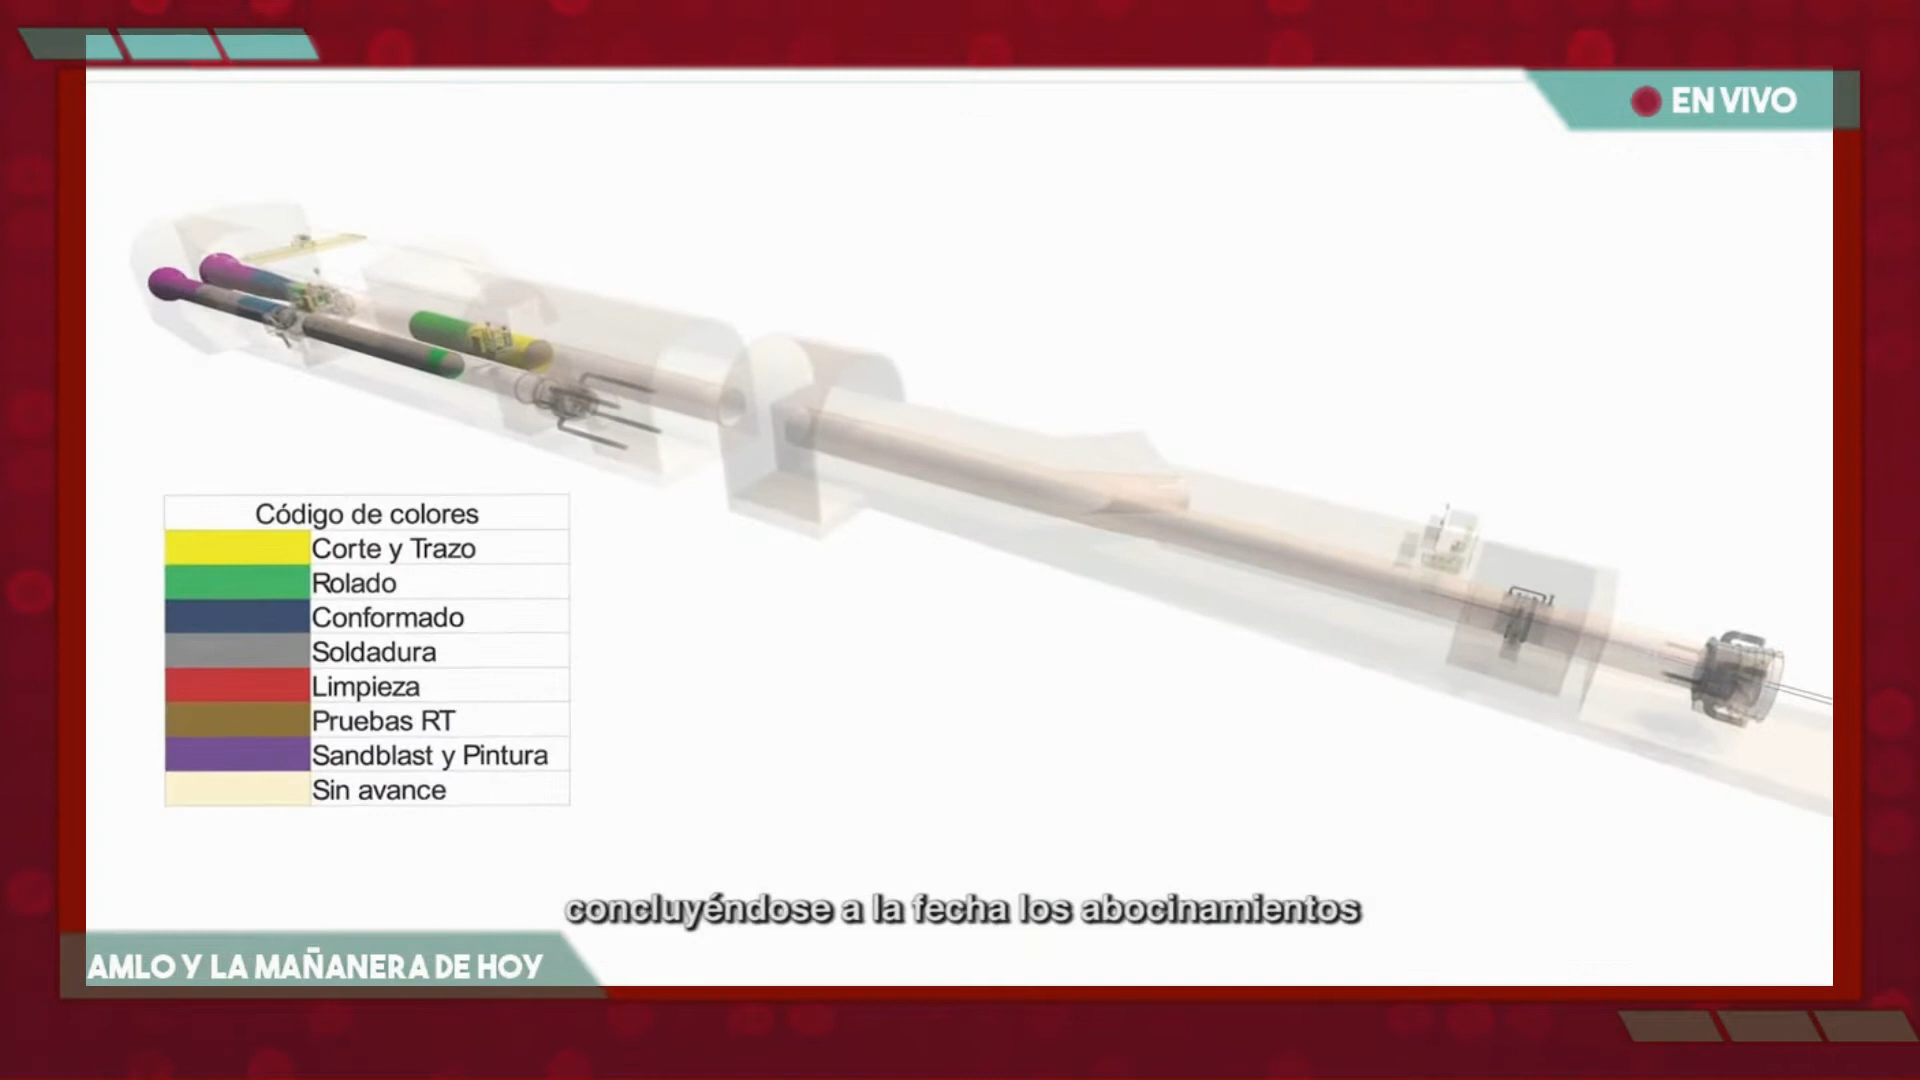 EN VIVO
Código de colores
Corte y Trazo
Rolado
Conformado
Soldadura
Limpieza
Pruebas RT
Sandblast y Pintura
Sin avance
concluyéndose a la fecha los abocinamientos
AMLO Y LA MAÑANERA DE HOY